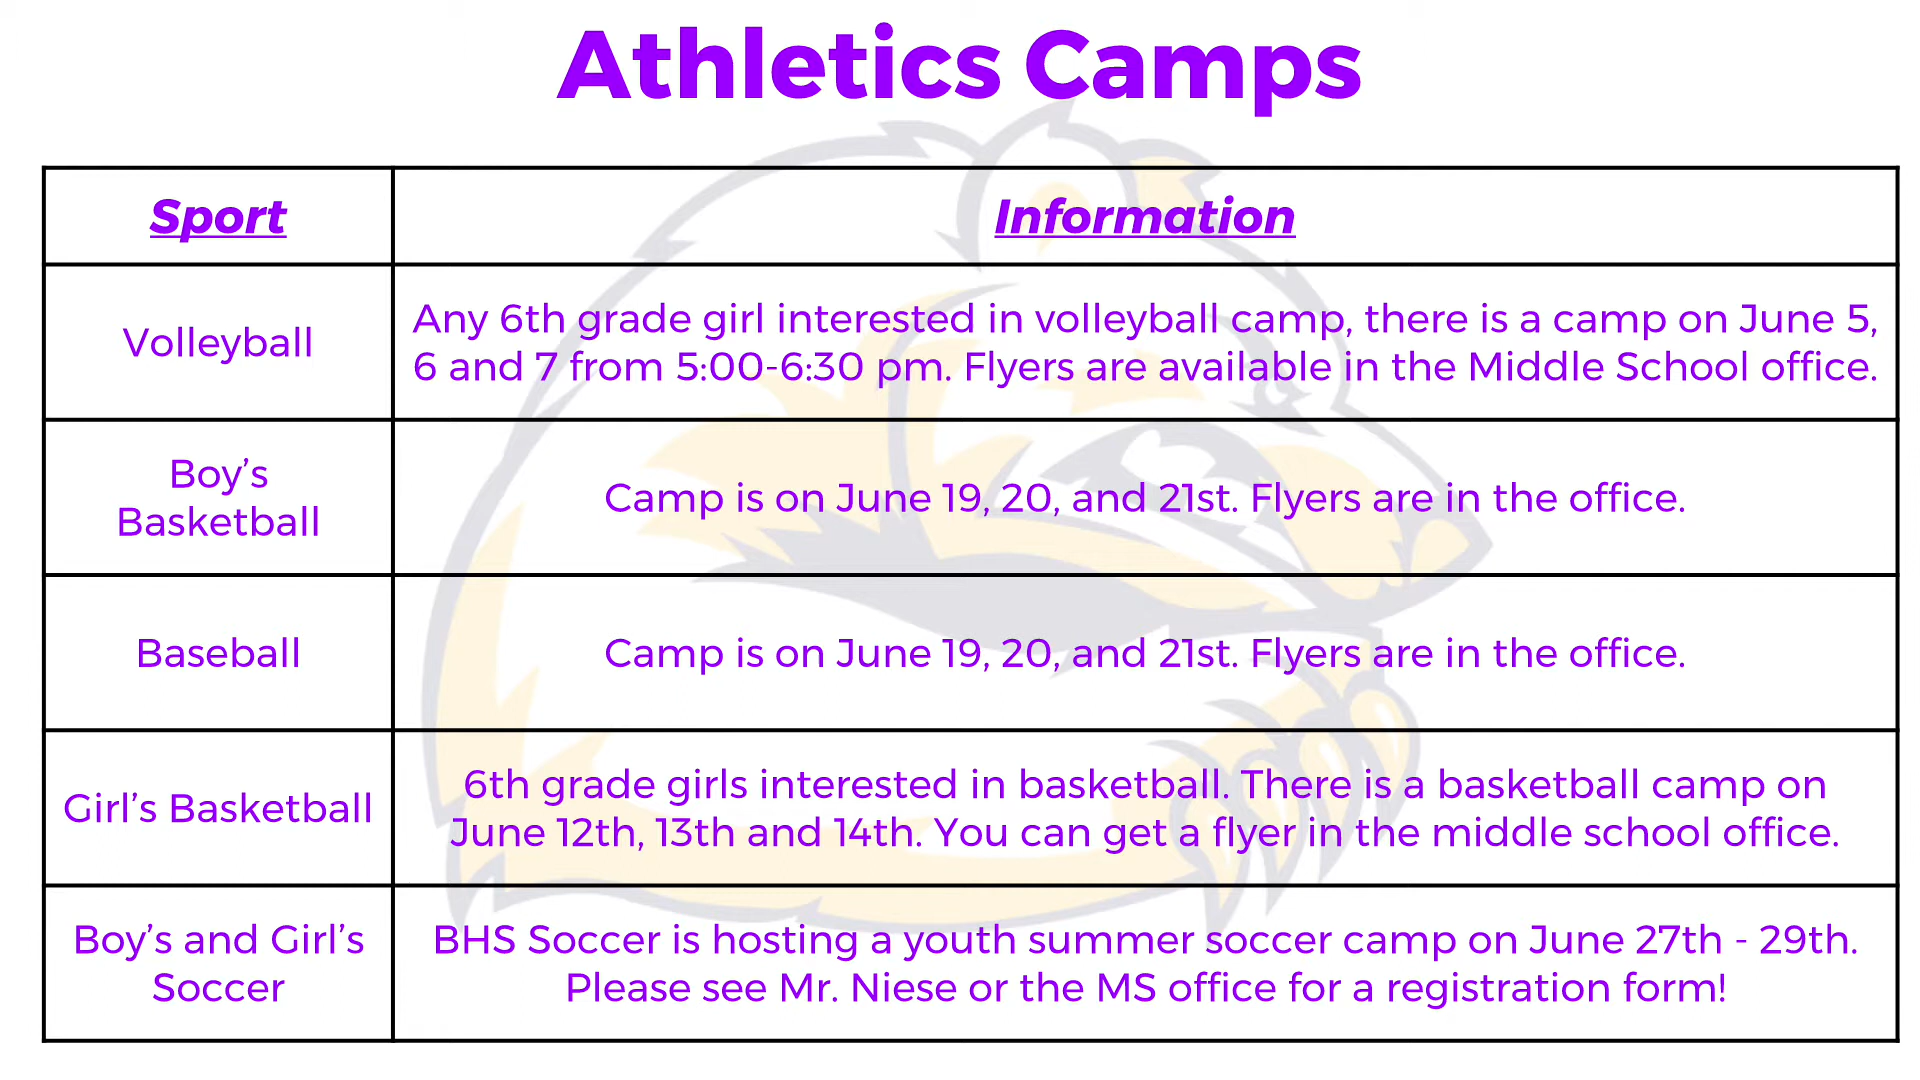 Athletics Camps
Sport
Information
Volleyball
Any 6th grade girl interested in volleyball camp, there is a camp on June 5,
6 and 7 from 5:00-6:30 pm. Flyers are available in the Middle School office.
Boy’s
Basketball
Camp is on June 19, 20, and 21st. Flyers are in the office.
Baseball
Camp is on June 19, 20, and 21st. Flyers are in the office.
Girl’s Basketball
6th grade girls interested in basketball. There is a basketball camp on
June 12th, 13th and 14th. You can get a flyer in the middle school office.
Boy’s and Girl’s
Soccer
BHS Soccer is hosting a youth summer soccer camp on June 27th - 29th.
Please see Mr. Niese or the MS office for a registration form!